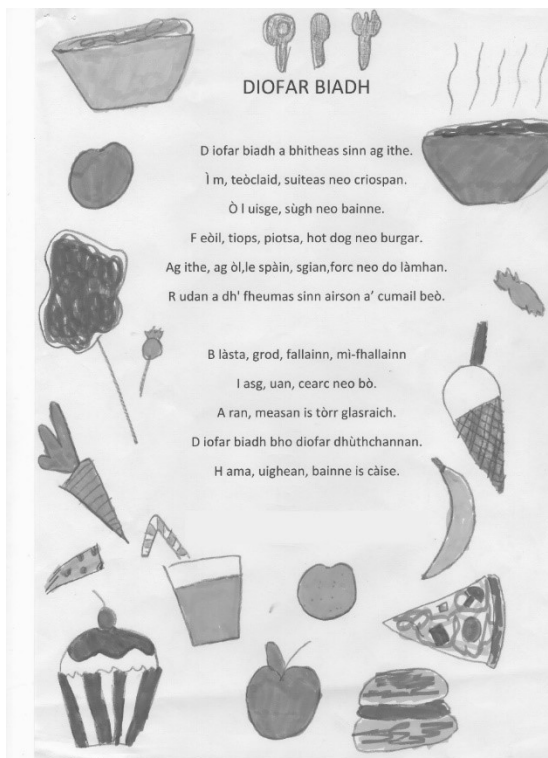 DIOFAR BIADH
D iofar biadh a bhitheas sinn ag ithe.
Ì m, teòclaid, suiteas neo criospan.
Ò l uisge, sùgh neo bainne.
F eòil, tiops, piotsa, hot dog neo burgar.
Ag ithe, ag òl,le spàin, sgian,forc neo do làmhan.
R udan a dh' fheumas sinn airson a’ cumail beò.
B làsta, grod, fallainn, mì-fhallainn
I asg, uan, cearc neo bò.
A ran, measan is tòrr glasraich.
D iofar biadh bho diofar dhùthchannan.
H ama, uighean, bainne is càise.